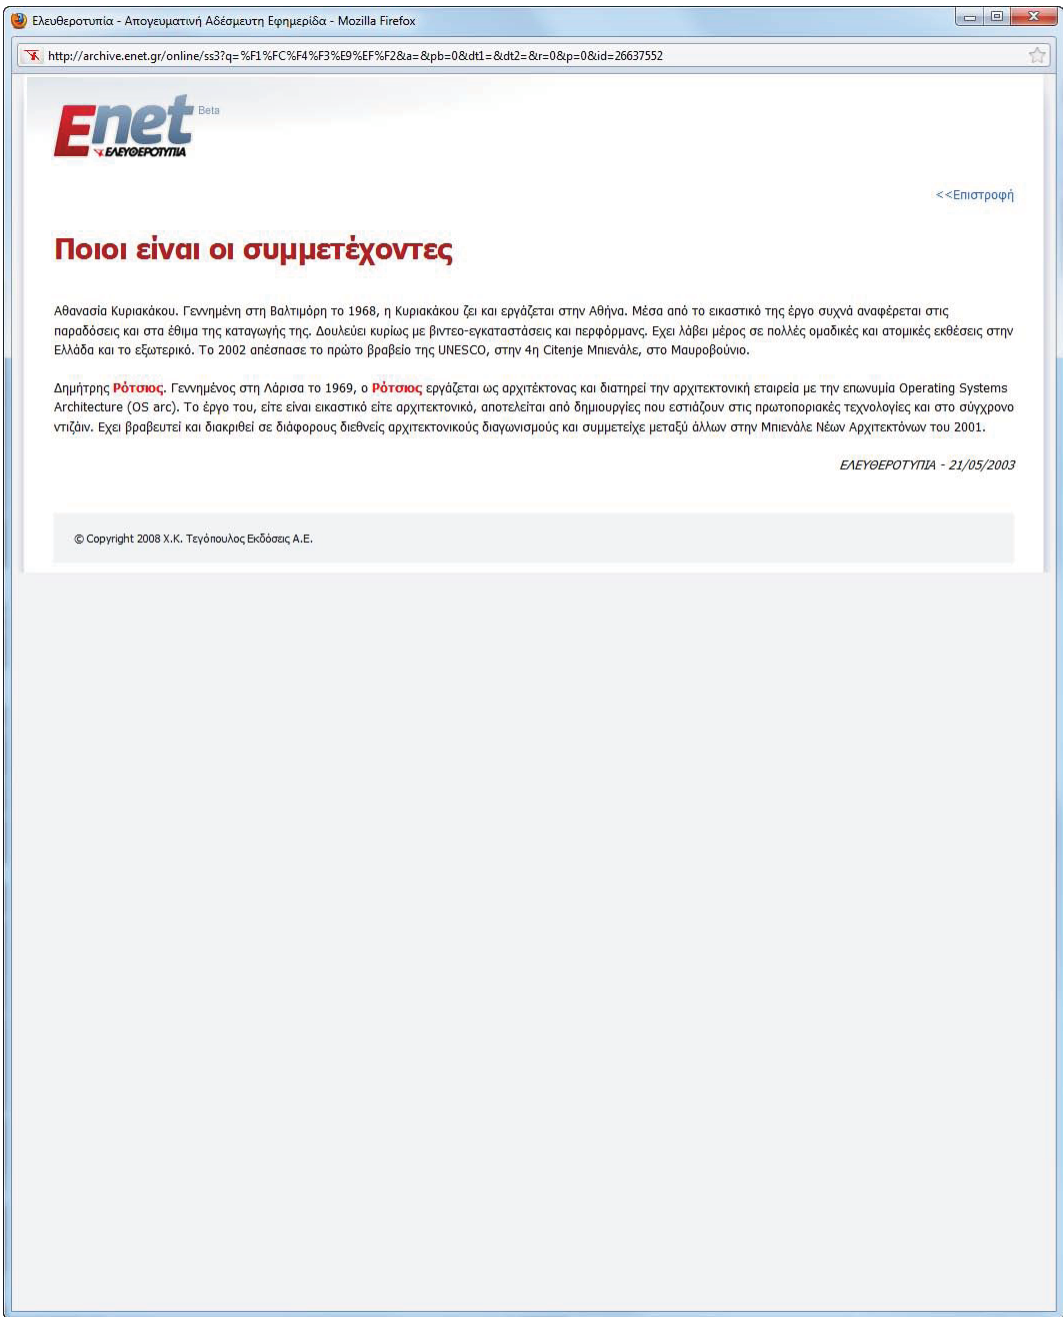 Ελευθεροτυπία - Απογευματινή Αδέσμευτη Εφημερίδα - Mozilla Firefox
http://archive.enet.gr/online/ss3?q=%F1%FC%F4%F3%E9%EF%F2&a=&pb=0&dt1=&dt2=&r=0&p=0&id=26637552
Enet Beta
ΕΛΕΥΘΕΡΟΤΥΠΙΑ
<<Επιστροφή
Ποιοι είναι οι συμμετέχοντες
Αθανασία Κυριακάκου. Γεννημένη στη Βαλτιμόρη το 1968, η Κυριακάκου ζει και εργάζεται στην Αθήνα. Μέσα από το εικαστικό της έργο συχνά αναφέρεται στις
παραδόσεις και στα έθιμα της καταγωγής της. Δουλεύει κυρίως με βιντεο-εγκαταστάσεις και περφόρμανς. Εχει λάβει μέρος σε πολλές ομαδικές και ατομικές εκθέσεις στην
Ελλάδα και το εξωτερικό. Το 2002 απέσπασε το πρώτο βραβείο της UNESCO, στην 4η Citenje Μπιενάλε, στο Μαυροβούνιο.
Δημήτρης Ρότσιος. Γεννημένος στη Λάρισα το 1969, ο Ρότσιος εργάζεται ως αρχιτέκτονας και διατηρεί την αρχιτεκτονική εταιρεία με την επωνυμία Operating Systems
Architecture (OS arc). Το έργο του, είτε είναι εικαστικό είτε αρχιτεκτονικό, αποτελείται από δημιουργίες που εστιάζουν στις πρωτοποριακές τεχνολογίες και στο σύγχρονο
ντιζάιν. Εχει βραβευτεί και διακριθεί σε διάφορους διεθνείς αρχιτεκτονικούς διαγωνισμούς και συμμετείχε μεταξύ άλλων στην Μπιενάλε Νέων Αρχιτεκτόνων του 2001.
ΕΛΕΥΘΕΡΟΤΥΠΙΑ - 21/05/2003
© Copyright 2008 Χ.Κ. Τεγόπουλος Εκδόσεις Α.Ε.